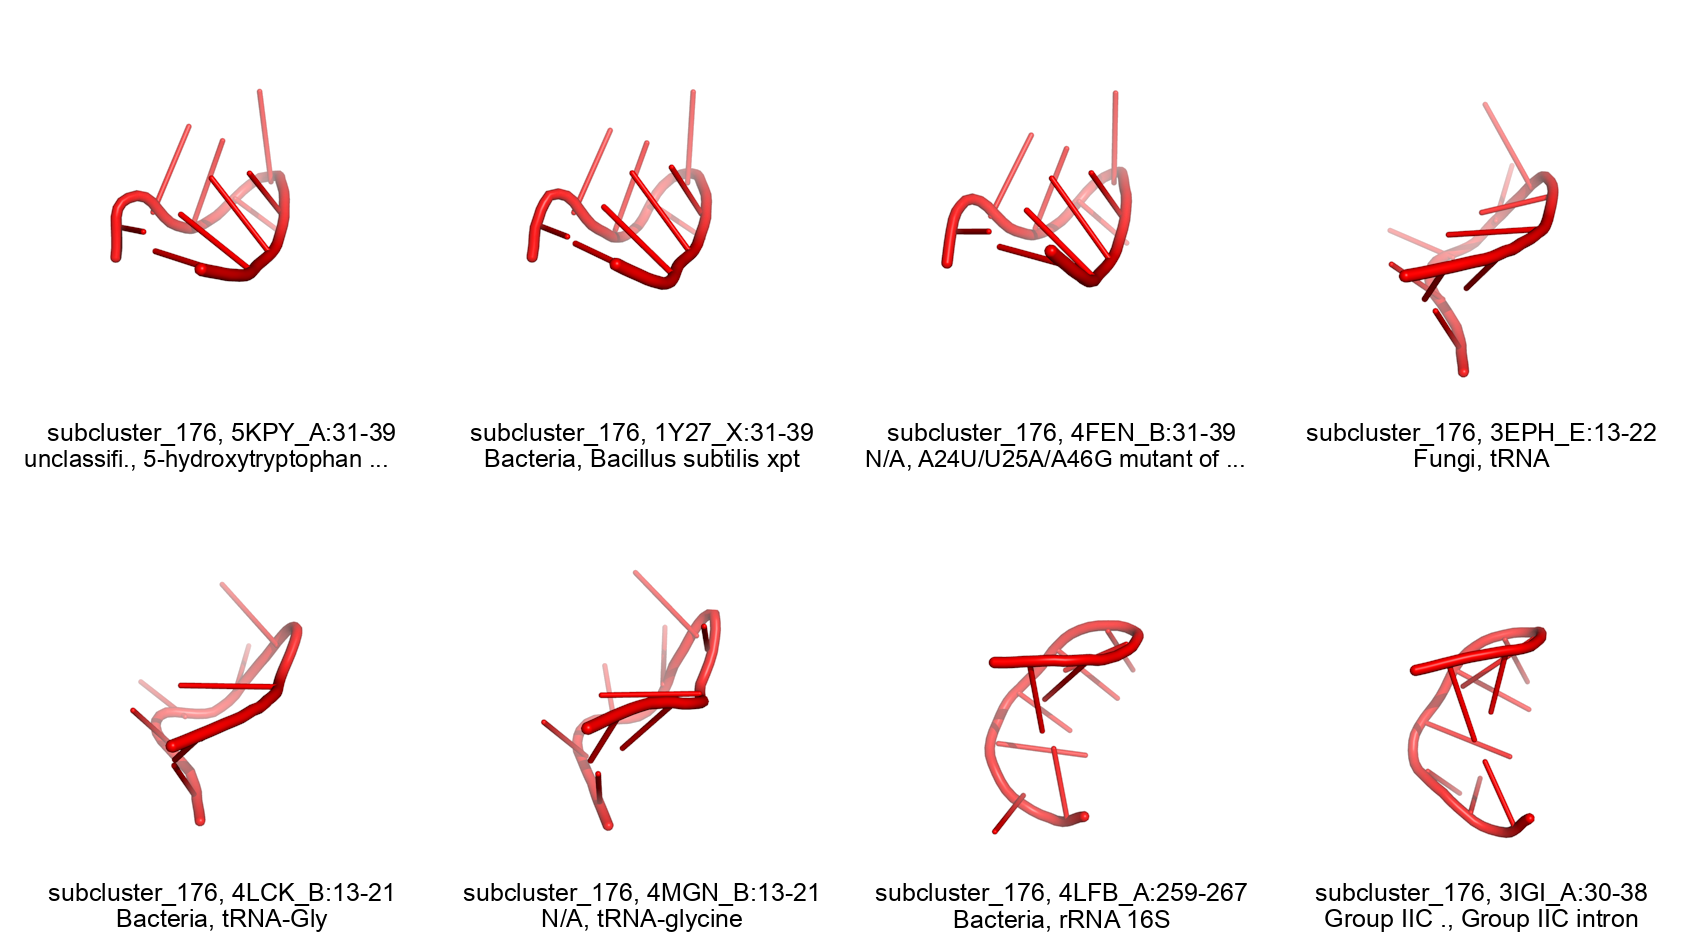 subcluster_176, 5KPY_A:31-39
unclassifi., 5-hydroxytryptophan ...
subcluster_176, 1Y27_X:31-39
Bacteria, Bacillus subtilis xpt
subcluster_176, 4FEN_B:31-39
N/A, A24U/U25A/A46G mutant of ...
subcluster_176, 3EPH_E:13-22
Fungi, tRNA
subcluster_176, 4LCK_B:13-21
Bacteria, tRNA-Gly
subcluster_176, 4MGN_B:13-21
N/A, tRNA-glycine
subcluster_176, 4LFB_A:259-267
Bacteria, rRNA 16S
subcluster_176, 3IGI_A:30-38
Group IIC ., Group IIC intron